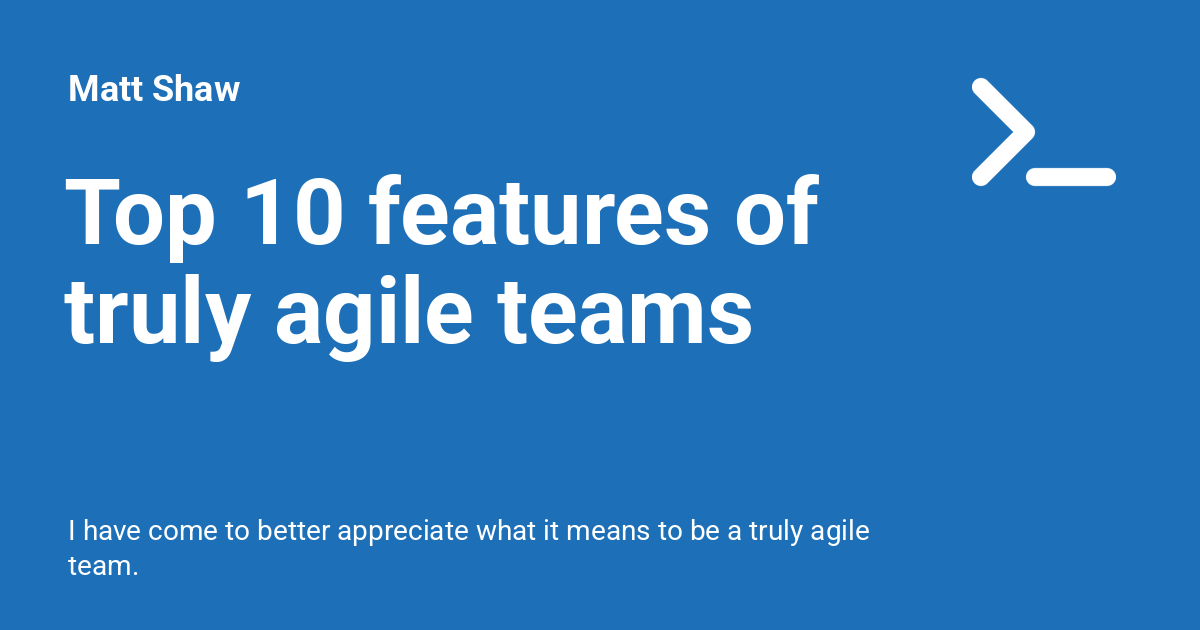 Matt Shaw
Top 10 features of
truly agile teams
I have come to better appreciate what it means to be a truly agile
team.